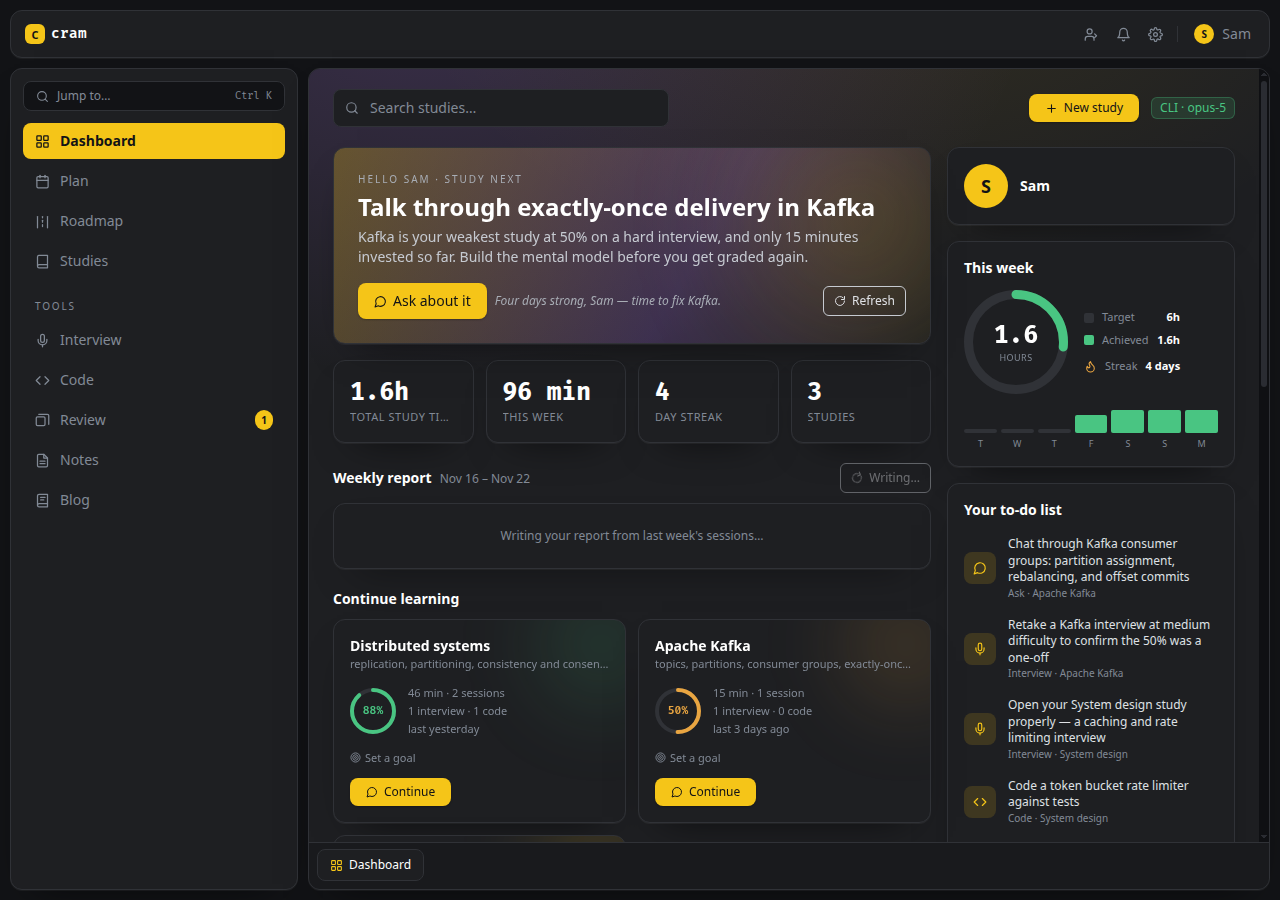 c cram
S Sam
Jump to... Ctrl K
Dashboard
Plan
Roadmap
Studies
TOOLS
Interview
Code
Review 1
Notes
Blog
Search studies...
New study
CLI · opus-5
HELLO SAM · STUDY NEXT
Talk through exactly-once delivery in Kafka
Kafka is your weakest study at 50% on a hard interview, and only 15 minutes
invested so far. Build the mental model before you get graded again.
Ask about it
Four days strong, Sam — time to fix Kafka.
Refresh
1.6h
TOTAL STUDY TI...
96 min
THIS WEEK
4
DAY STREAK
3
STUDIES
Weekly report Nov 16 – Nov 22
Writing...
Writing your report from last week's sessions...
Continue learning
Distributed systems
replication, partitioning, consistency and consen...
88%
46 min · 2 sessions
1 interview · 1 code
last yesterday
Set a goal
Continue
Apache Kafka
topics, partitions, consumer groups, exactly-onc...
50%
15 min · 1 session
1 interview · 0 code
last 3 days ago
Set a goal
Continue
S Sam
This week
1.6
HOURS
Target 6h
Achieved 1.6h
Streak 4 days
T W T F S S M
Your to-do list
Chat through Kafka consumer
groups: partition assignment,
rebalancing, and offset commits
Ask · Apache Kafka
Retake a Kafka interview at medium
difficulty to confirm the 50% was a
one-off
Interview · Apache Kafka
Open your System design study
properly — a caching and rate
limiting interview
Interview · System design
Code a token bucket rate limiter
against tests
Code · System design
Dashboard